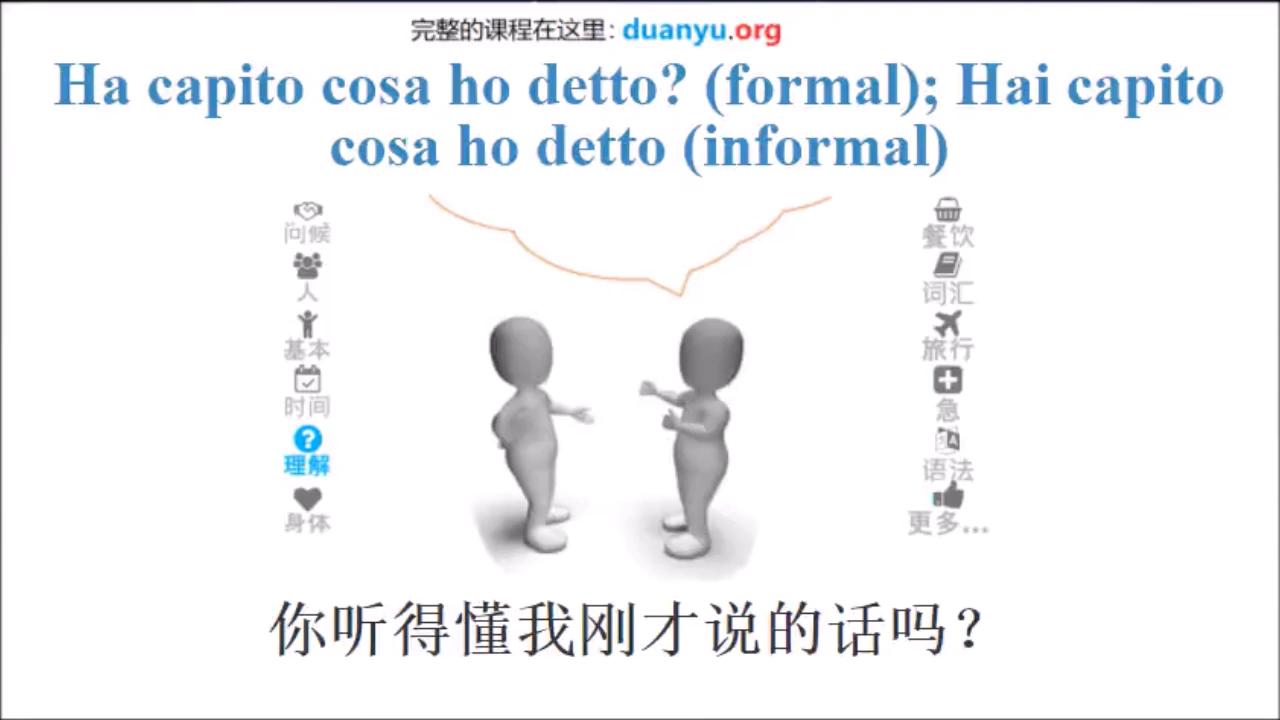 完整的课程在这里：duanyu.org
Ha capito cosa ho detto? (formal); Hai capito
cosa ho detto (informal)
问候
人
基本
时间
理解
身体
餐饮
词汇
旅行
急
语法
更多...
你听得懂我刚才说的话吗？